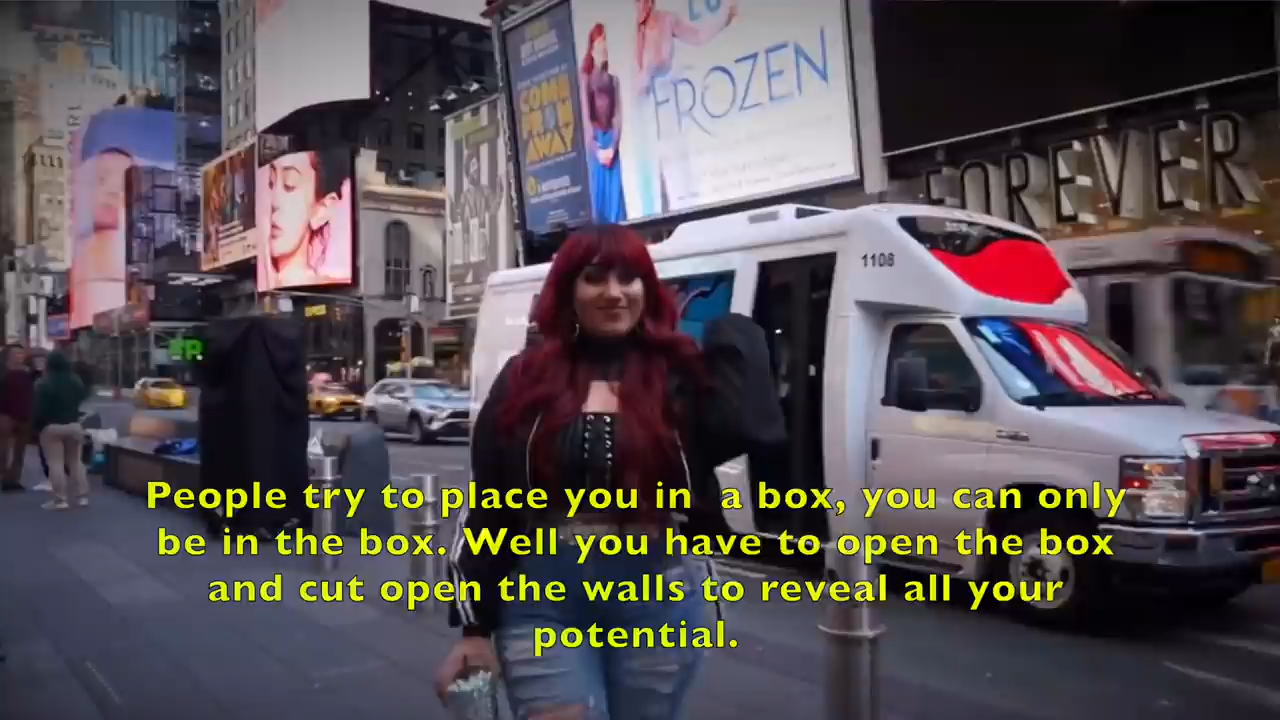 FROZEN
COME
AWAY
FOREVER
1108
People try to place you in  a box, you can only
be in the box. Well you have to open the box
and cut open the walls to reveal all your
potential.